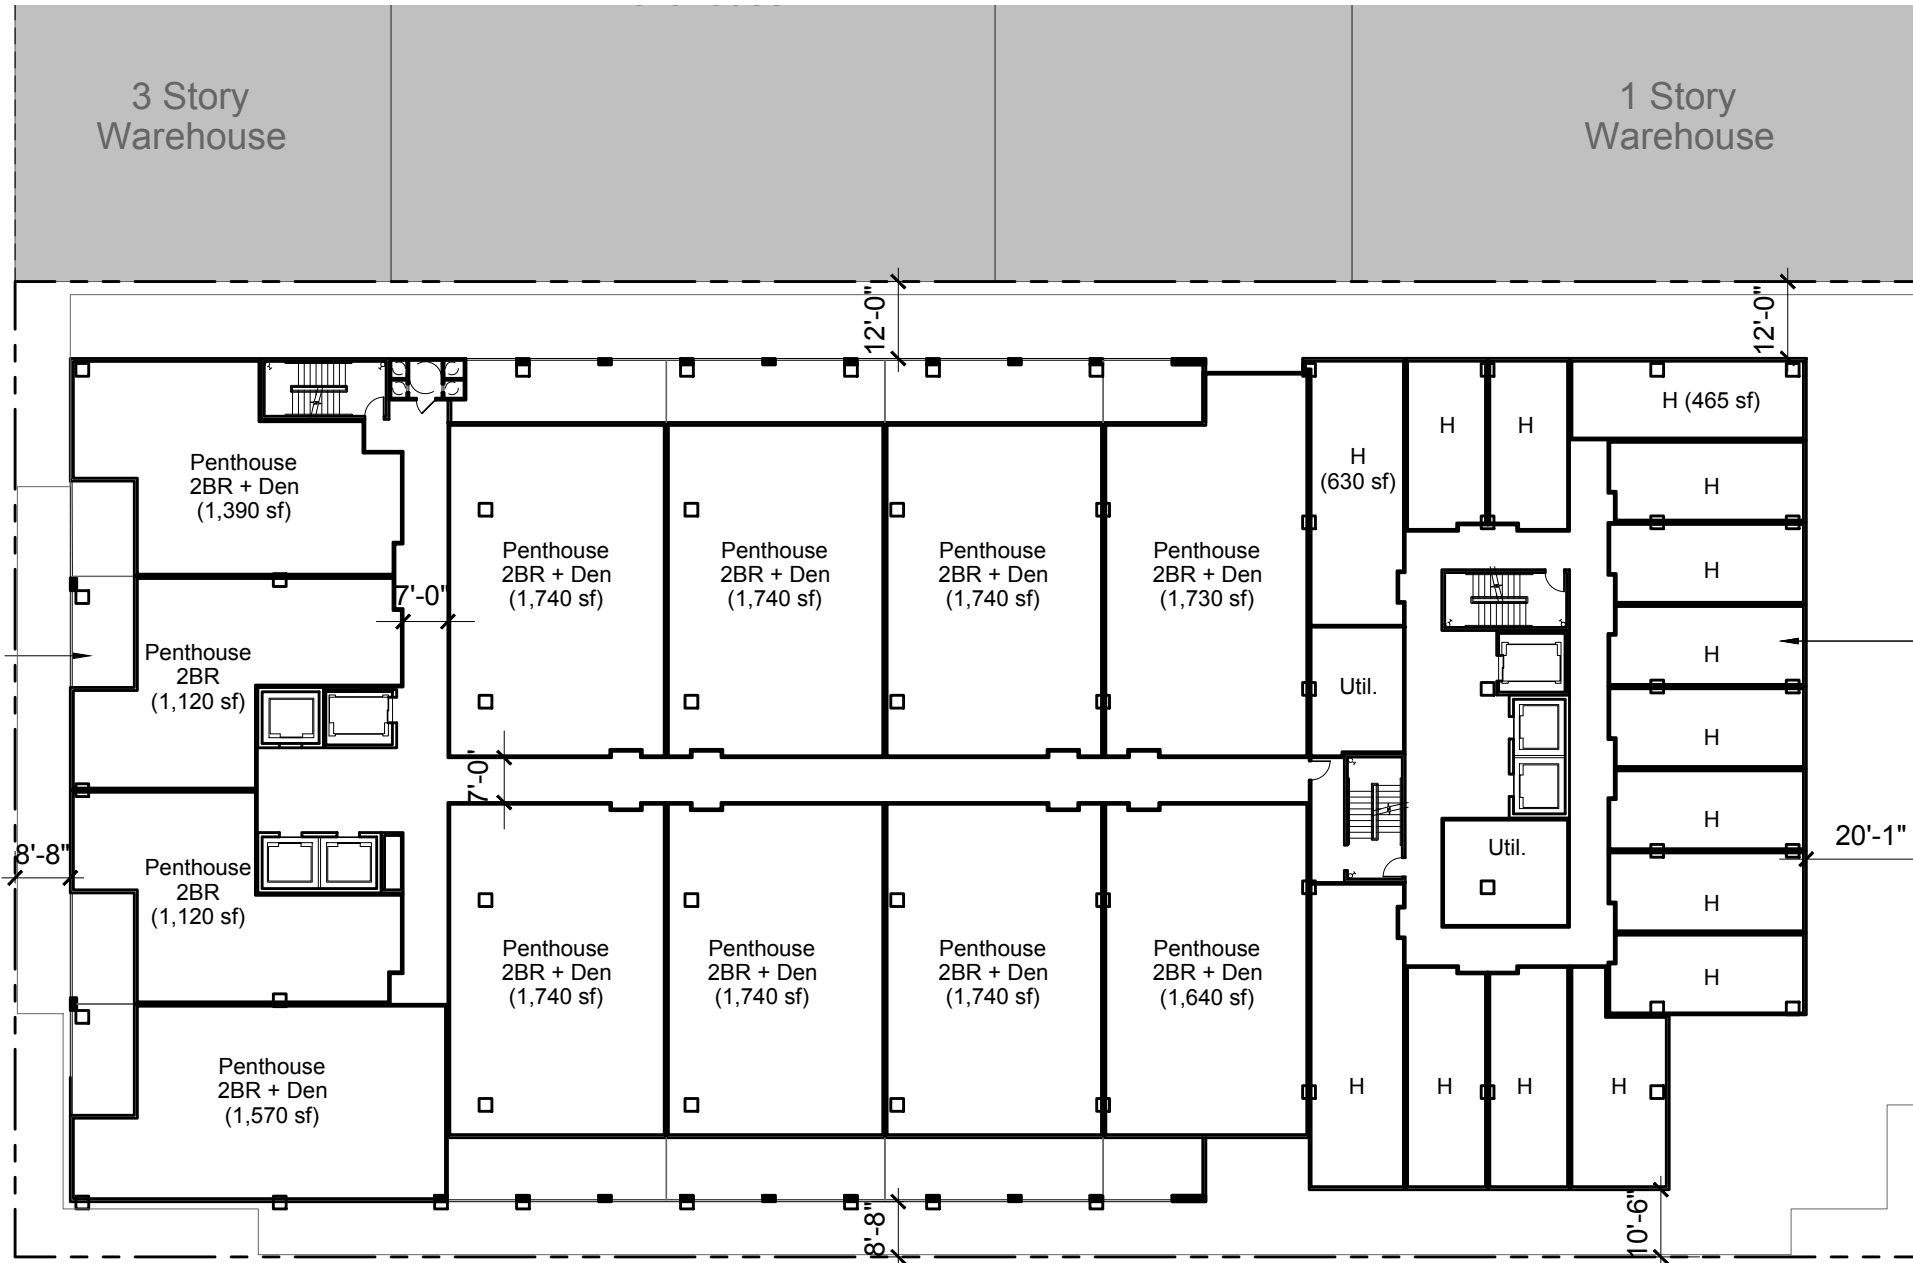 3 Story
Warehouse
1 Story
Warehouse
12'-0"
12'-0"
H (465 sf)
H
H
H
(630 sf)
Penthouse
2BR + Den
(1,390 sf)
H
Penthouse
2BR + Den
(1,740 sf)
Penthouse
2BR + Den
(1,740 sf)
Penthouse
2BR + Den
(1,740 sf)
Penthouse
2BR + Den
(1,730 sf)
H
7'-0"
Penthouse
2BR
(1,120 sf)
H
Util.
H
7'-0"
H
20'-1"
Util.
8'-8"
Penthouse
2BR
(1,120 sf)
H
Penthouse
2BR + Den
(1,740 sf)
Penthouse
2BR + Den
(1,740 sf)
Penthouse
2BR + Den
(1,740 sf)
Penthouse
2BR + Den
(1,640 sf)
H
Penthouse
2BR + Den
(1,570 sf)
H
H
H
H
8'-8"
10'-6"